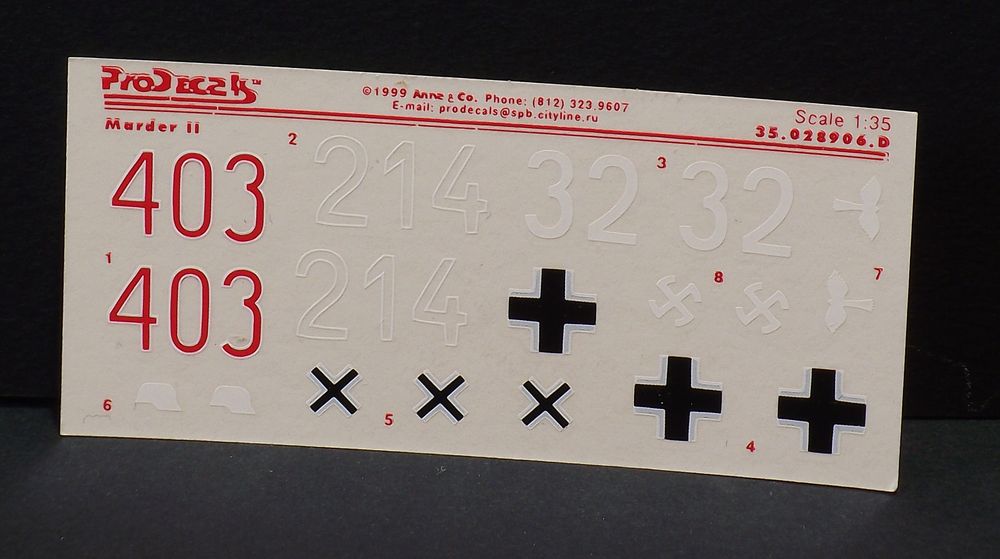 ProDecals™
©1999 Anna & Co. Phone: (812) 323.9607
E-mail: prodecals@spb.cityline.ru
Scale 1:35
35.028906.D
Marder II
403
2
214
32
3
32
1
403
214
8
7
6
5
4